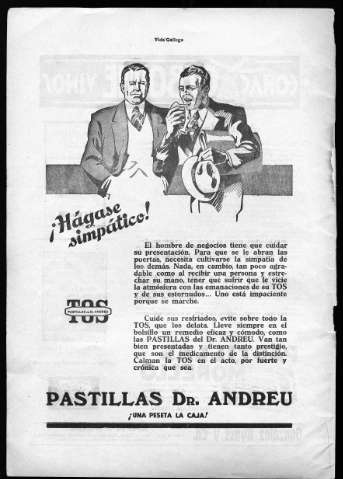 Vida Gallega
¡Hágase
simpático!
El hombre de negocios tiene que cuidar
su presentación. Para que se le abran las
puertas, necesita cultivarse la simpatía de
los demás. Nada, en cambio, tan poco agra-
dable como al recibir una persona y estre-
char su mano, tener que sufrir que le vicie
la atmósfera con las emanaciones de su TOS
y de sus estornudos... Uno está impaciente
porque se marche.
TOS
Cuide sus resfriados, evite sobre todo la
TOS, que los delata. Lleve siempre en el
bolsillo un remedio eficaz y cómodo, como
las PASTILLAS del Dr. ANDREU. Van tan
bien presentadas y tienen tanto prestigio,
que son el medicamento de la distinción.
Calman la TOS en el acto, por fuerte y
crónica que sea.
PASTILLAS DR. ANDREU
¡UNA PESETA LA CAJA!